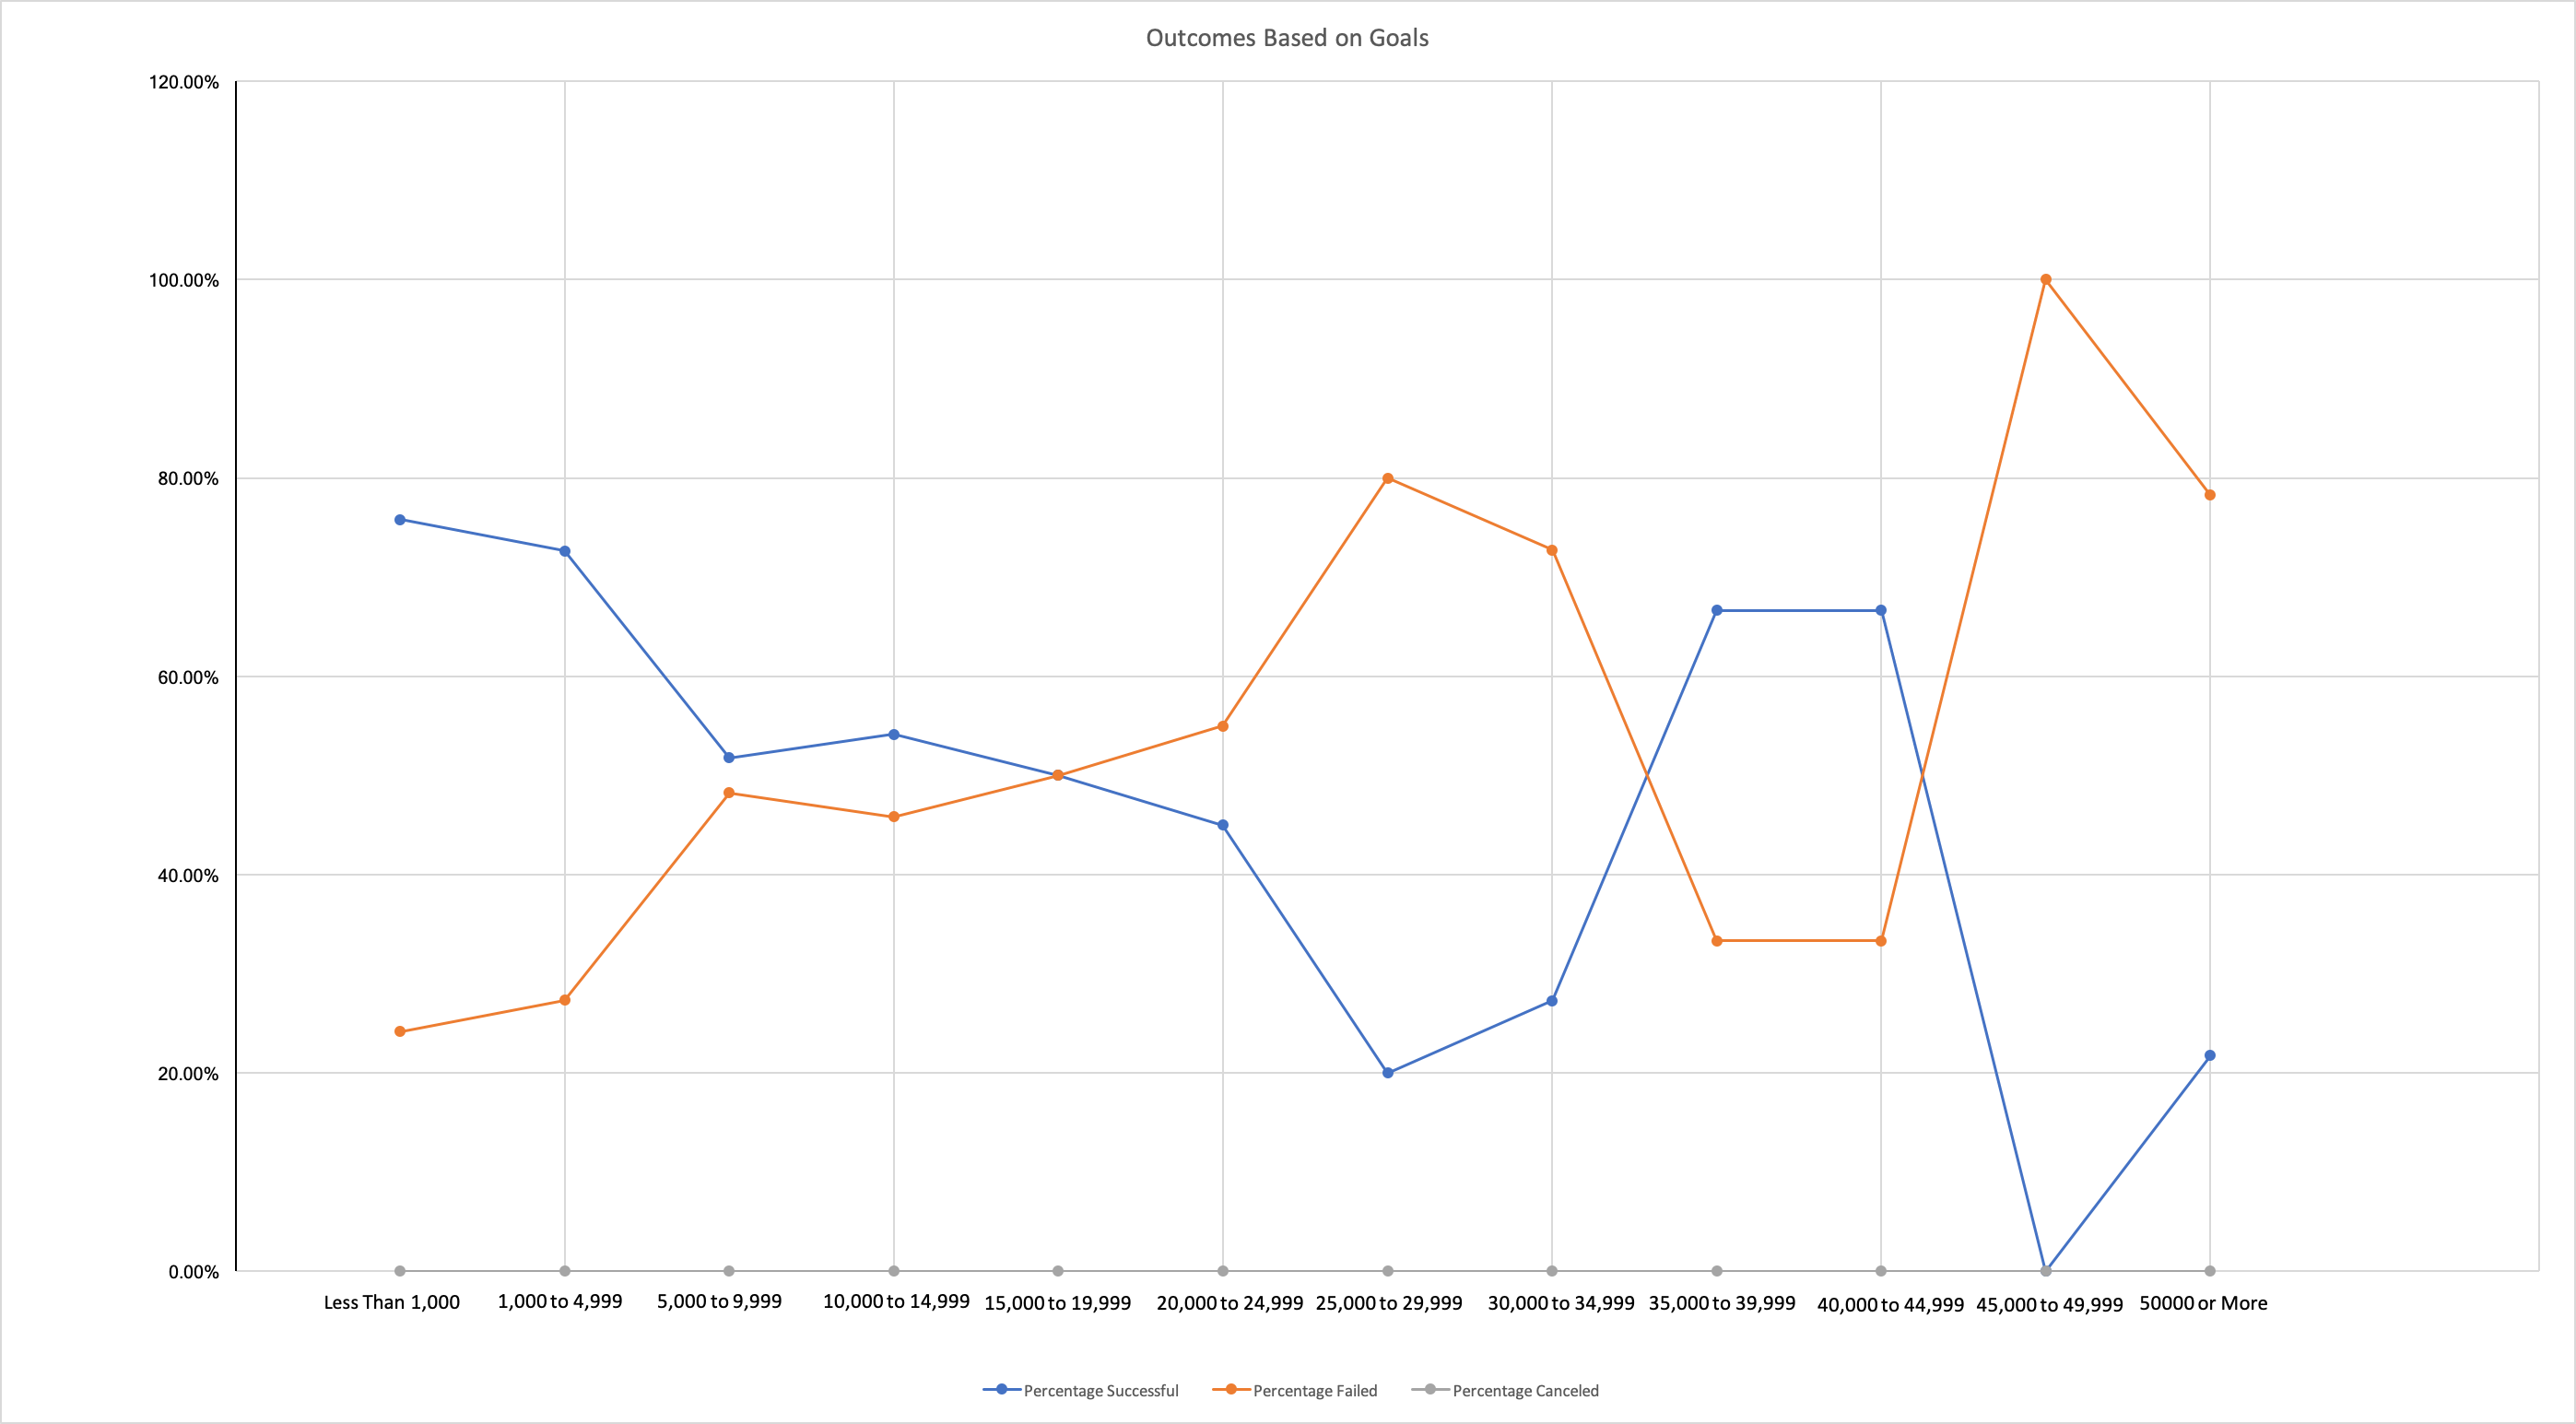 Outcomes Based on Goals
120.00%
100.00%
80.00%
60.00%
40.00%
20.00%
0.00%
Less Than 1,000 1,000 to 4,999 5,000 to 9,999 10,000 to 14,999 15,000 to 19,999 20,000 to 24,999 25,000 to 29,999 30,000 to 34,999 35,000 to 39,999 40,000 to 44,999 45,000 to 49,999 50000 or More
Percentage Successful Percentage Failed Percentage Canceled